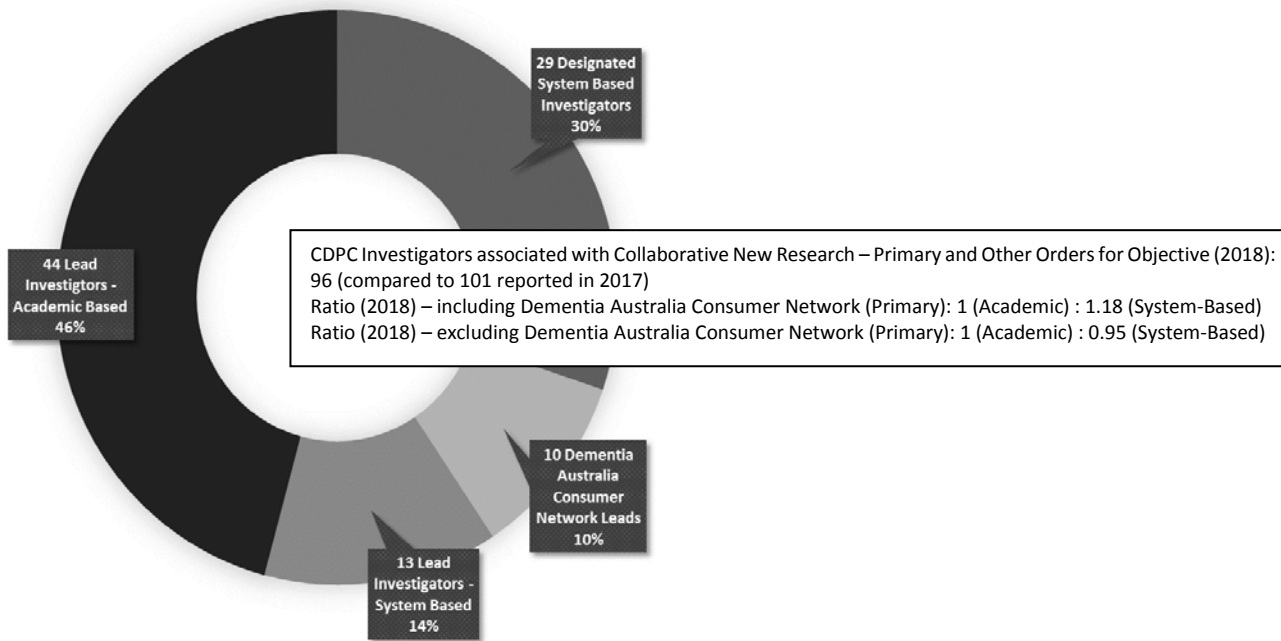 29 Designated
System Based
Investigators
30%
CDPC Investigators associated with Collaborative New Research – Primary and Other Orders for Objective (2018):
96 (compared to 101 reported in 2017)
Ratio (2018) – including Dementia Australia Consumer Network (Primary): 1 (Academic) : 1.18 (System-Based)
Ratio (2018) – excluding Dementia Australia Consumer Network (Primary): 1 (Academic) : 0.95 (System-Based)
44 Lead
Investigtors -
Academic Based
46%
10 Dementia
Australia
Consumer
Network Leads
10%
13 Lead
Investigators -
System Based
14%